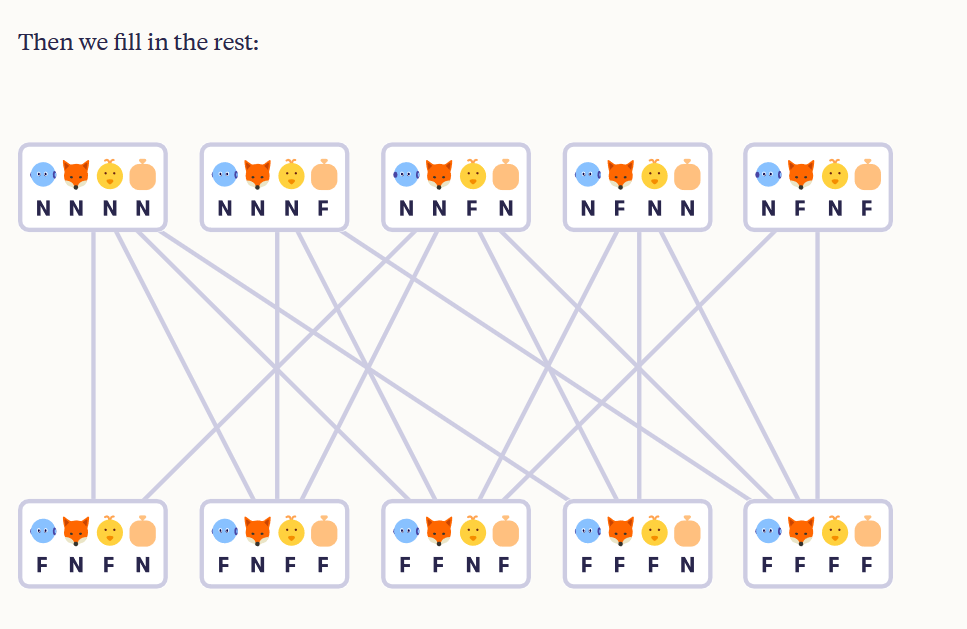 Then we fill in the rest:
N N N N
N N N F
N N F N
N F N N
N F N F
F N F N
F N F F
F F N F
F F F N
F F F F